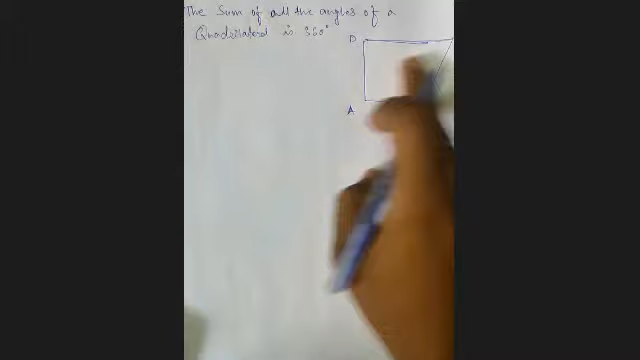 The Sum of all the angles of a
Quadrilateral is 360°
D
A